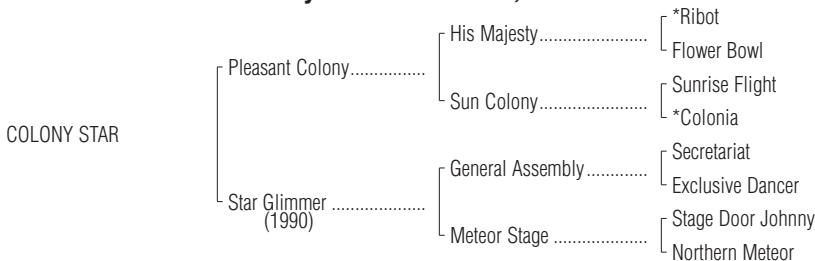 His Majesty
*Ribot
Flower Bowl
Pleasant Colony
Sun Colony
Sunrise Flight
*Colonia
COLONY STAR
General Assembly
Secretariat
Exclusive Dancer
Star Glimmer
(1990)
Meteor Stage
Stage Door Johnny
Northern Meteor